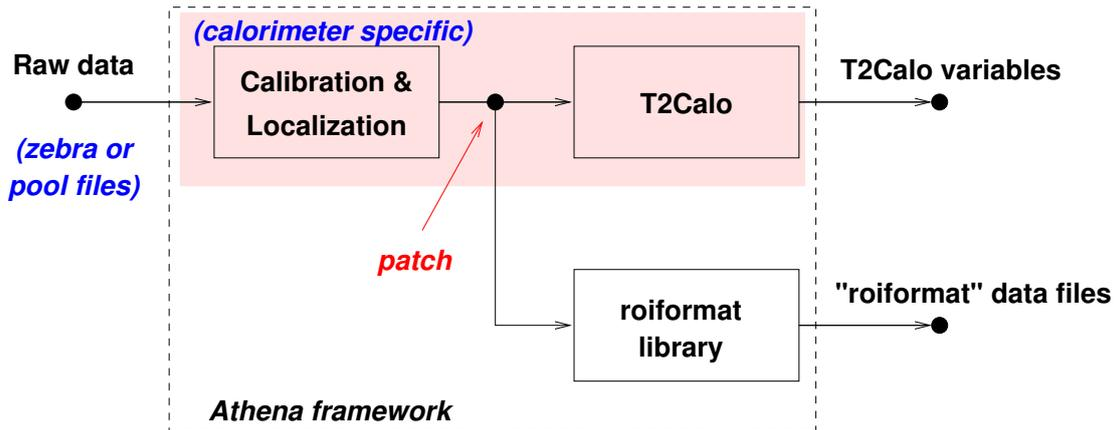 (calorimeter specific)
Raw data
Calibration &
Localization
T2Calo
T2Calo variables
(zebra or
pool files)
patch
roiformat
library
"roiformat" data files
Athena framework